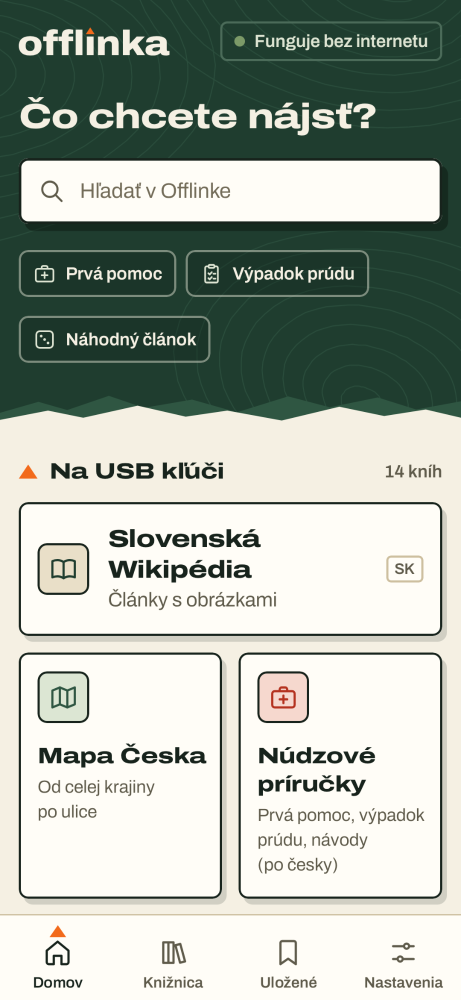 offlinka
Funguje bez internetu
Čo chcete nájsť?
Hľadať v Offlinke
Prvá pomoc
Výpadok prúdu
Náhodný článok
Na USB kľúči
14 kníh
Slovenská
Wikipédia
Články s obrázkami
SK
Mapa Česka
Od celej krajiny
po ulice
Núdzové
príručky
Prvá pomoc, výpadok
prúdu, návody
(po česky)
Domov
Knižnica
Uložené
Nastavenia